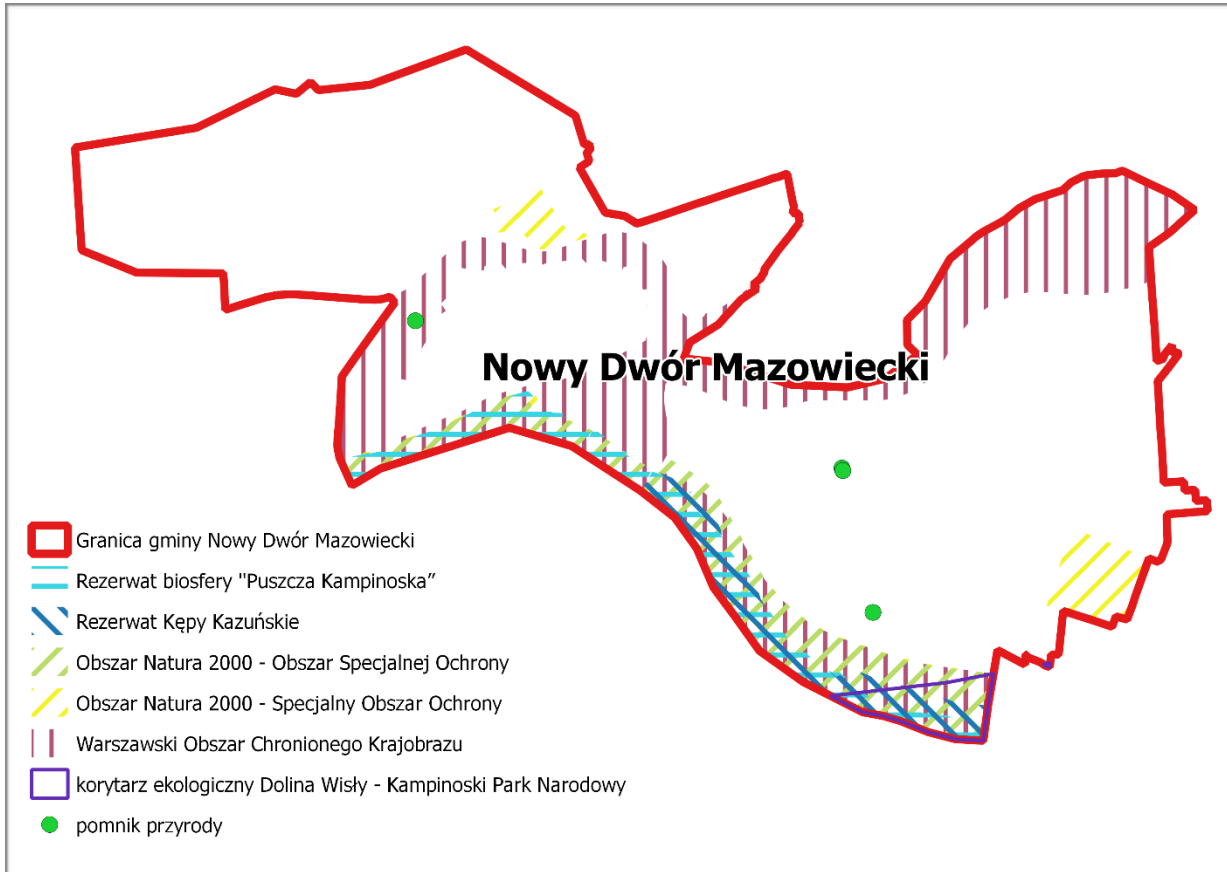 Nowy Dwór Mazowiecki
Granica gminy Nowy Dwór Mazowiecki
Rezerwat biosfery "Puszcza Kampinoska”
Rezerwat Kępy Kazuńskie
Obszar Natura 2000 - Obszar Specjalnej Ochrony
Obszar Natura 2000 - Specjalny Obszar Ochrony
Warszawski Obszar Chronionego Krajobrazu
korytarz ekologiczny Dolina Wisły - Kampinoski Park Narodowy
pomnik przyrody